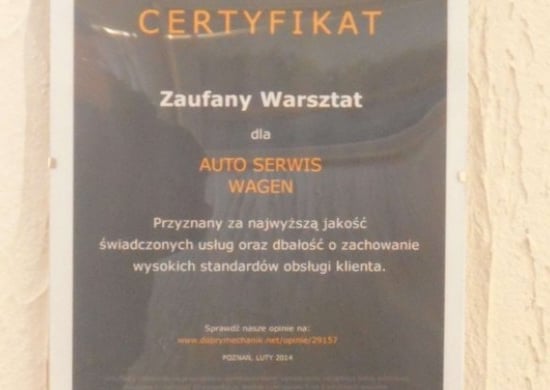 CERTYFIKAT
Zaufany Warsztat
dla
AUTO SERWIS
WAGEN
Przyznany za najwyższą jakość
świadczonych usług oraz dbałość o zachowanie
wysokich standardów obsługi klienta.
Sprawdź nasze opinie na:
www.dobrymechanik.net/opinie/29157
POZNAŃ, LUTY 2014